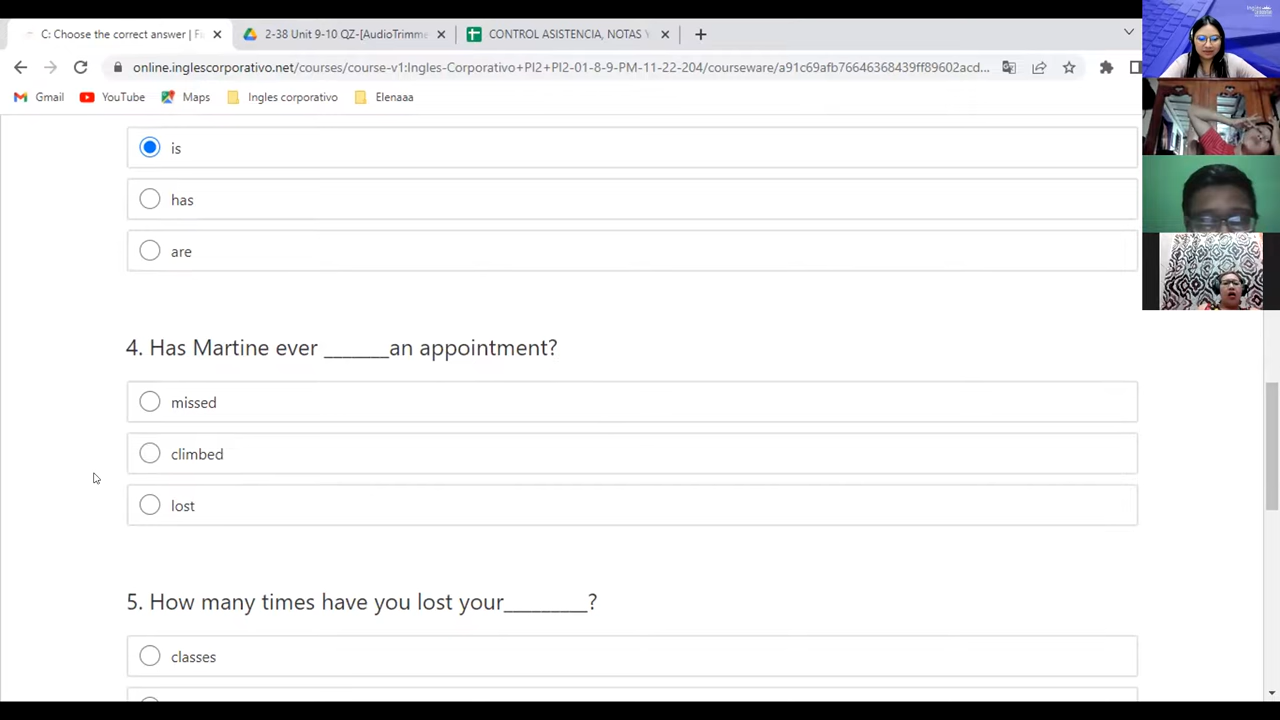 C: Choose the correct answer | F
2-38 Unit 9-10 QZ-[AudioTrimme
CONTROL ASISTENCIA, NOTAS Y
online.inglescorporativo.net/courses/course-v1:Ingles-Corporativo+PI2+PI2-01-8-9-PM-11-22-204/courseware/a91c69afb76646368439ff89602acd...
Gmail
YouTube
Maps
Ingles corporativo
Elenaaa
is
has
are
4. Has Martine ever _______an appointment?
missed
climbed
lost
5. How many times have you lost your_________?
classes